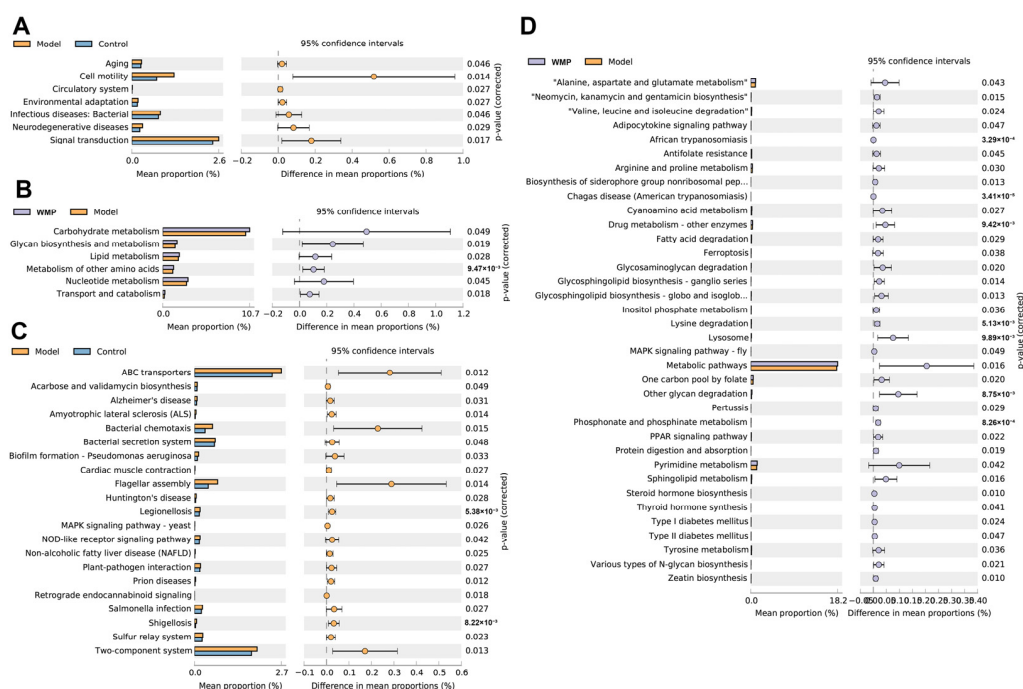 A
Model Control
95% confidence intervals
Aging 0.046
Cell motility 0.014
Circulatory system 0.027
Environmental adaptation 0.027
Infectious diseases: Bacterial 0.046
Neurodegenerative diseases 0.029
Signal transduction 0.017
p-value (corrected)
0.0 2.6 −0.2 0.0 0.2 0.4 0.6 0.8 1.0
Mean proportion (%) Difference in mean proportions (%)
B
WMP Model
95% confidence intervals
Carbohydrate metabolism 0.049
Glycan biosynthesis and metabolism 0.019
Lipid metabolism 0.028
Metabolism of other amino acids 9.47×10⁻³
Nucleotide metabolism 0.045
Transport and catabolism 0.018
p-value (corrected)
0.0 10.7 −0.2 0.0 0.2 0.4 0.6 0.8 1.0 1.2
Mean proportion (%) Difference in mean proportions (%)
C
Model Control
95% confidence intervals
ABC transporters 0.012
Acarbose and validamycin biosynthesis 0.049
Alzheimer's disease 0.031
Amyotrophic lateral sclerosis (ALS) 0.014
Bacterial chemotaxis 0.015
Bacterial secretion system 0.048
Biofilm formation - Pseudomonas aeruginosa 0.033
Cardiac muscle contraction 0.027
Flagellar assembly 0.014
Huntington's disease 0.028
Legionellosis 5.38×10⁻³
MAPK signaling pathway - yeast 0.026
NOD-like receptor signaling pathway 0.042
Non-alcoholic fatty liver disease (NAFLD) 0.025
Plant-pathogen interaction 0.027
Prion diseases 0.012
Retrograde endocannabinoid signaling 0.018
Salmonella infection 0.027
Shigellosis 8.22×10⁻³
Sulfur relay system 0.023
Two-component system 0.013
p-value (corrected)
0.0 2.7 −0.1 0.0 0.1 0.2 0.3 0.4 0.5 0.6
Mean proportion (%) Difference in mean proportions (%)
D
WMP Model
95% confidence intervals
"Alanine, aspartate and glutamate metabolism" 0.043
"Neomycin, kanamycin and gentamicin biosynthesis" 0.015
"Valine, leucine and isoleucine degradation" 0.024
Adipocytokine signaling pathway 0.047
African trypanosomiasis 3.29×10⁻⁴
Antifolate resistance 0.045
Arginine and proline metabolism 0.030
Biosynthesis of siderophore group nonribosomal pep... 0.013
Chagas disease (American trypanosomiasis) 3.41×10⁻⁵
Cyanoamino acid metabolism 0.027
Drug metabolism - other enzymes 9.42×10⁻³
Fatty acid degradation 0.029
Ferroptosis 0.038
Glycosaminoglycan degradation 0.020
Glycosphingolipid biosynthesis - ganglio series 0.014
Glycosphingolipid biosynthesis - globo and isoglob... 0.013
Inositol phosphate metabolism 0.036
Lysine degradation 5.13×10⁻³
Lysosome 9.89×10⁻³
MAPK signaling pathway - fly 0.049
Metabolic pathways 0.016
One carbon pool by folate 0.020
Other glycan degradation 8.75×10⁻³
Pertussis 0.029
Phosphonate and phosphinate metabolism 8.26×10⁻⁴
PPAR signaling pathway 0.022
Protein digestion and absorption 0.019
Pyrimidine metabolism 0.042
Sphingolipid metabolism 0.016
Steroid hormone biosynthesis 0.010
Thyroid hormone synthesis 0.041
Type I diabetes mellitus 0.024
Type II diabetes mellitus 0.047
Tyrosine metabolism 0.036
Various types of N-glycan biosynthesis 0.021
Zeatin biosynthesis 0.010
p-value (corrected)
0.0 18.2 −0.050.000.050.100.150.200.250.300.350.40
Mean proportion (%) Difference in mean proportions (%)